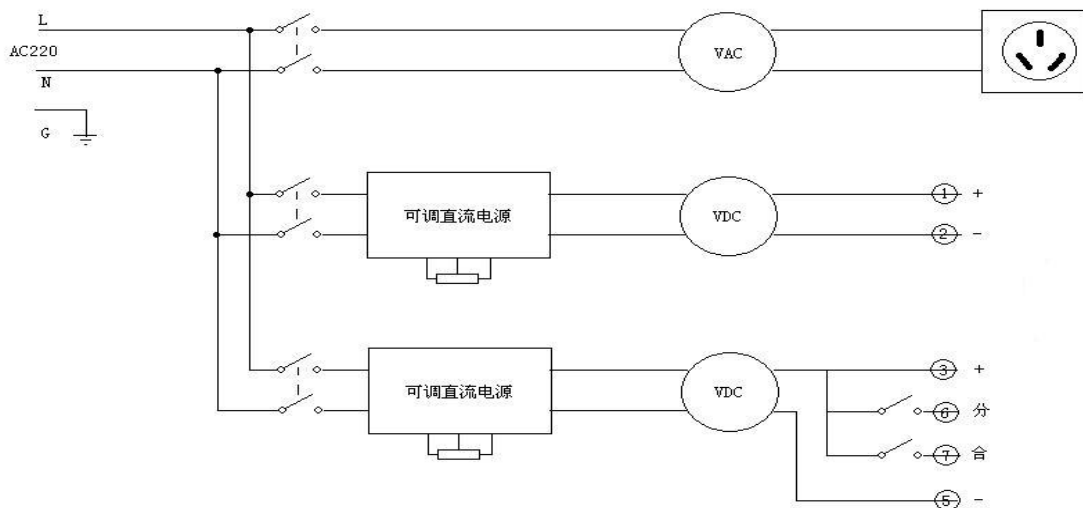 L
AC220
N
G
VAC
可调直流电源
VDC
① +
② -
可调直流电源
VDC
③ +
⑥ 分
⑦ 合
⑤ -